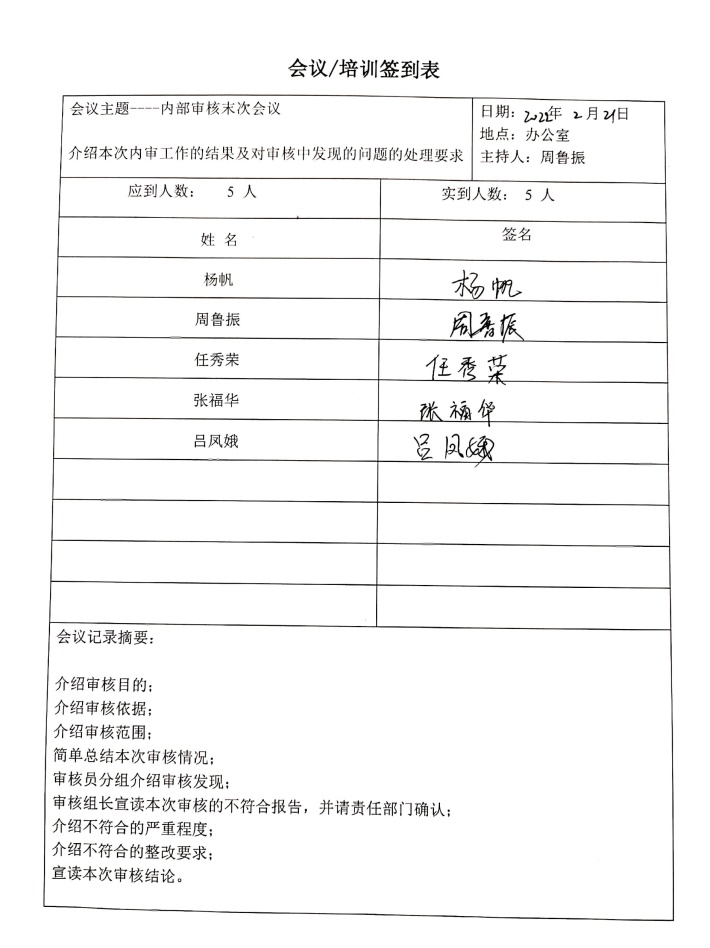 会议/培训签到表
会议主题----内部审核末次会议
介绍本次内审工作的结果及对审核中发现的问题的处理要求
日期：2022年 2月21日
地点：办公室
主持人：周鲁振
应到人数： 5 人
实到人数： 5 人
姓 名
签名
杨帆
杨帆
周鲁振
周鲁振
任秀荣
任秀荣
张福华
张福华
吕凤娥
吕凤娥
会议记录摘要：
介绍审核目的；
介绍审核依据；
介绍审核范围；
简单总结本次审核情况；
审核员分组介绍审核发现；
审核组长宣读本次审核的不符合报告，并请责任部门确认；
介绍不符合的严重程度；
介绍不符合的整改要求；
宣读本次审核结论。